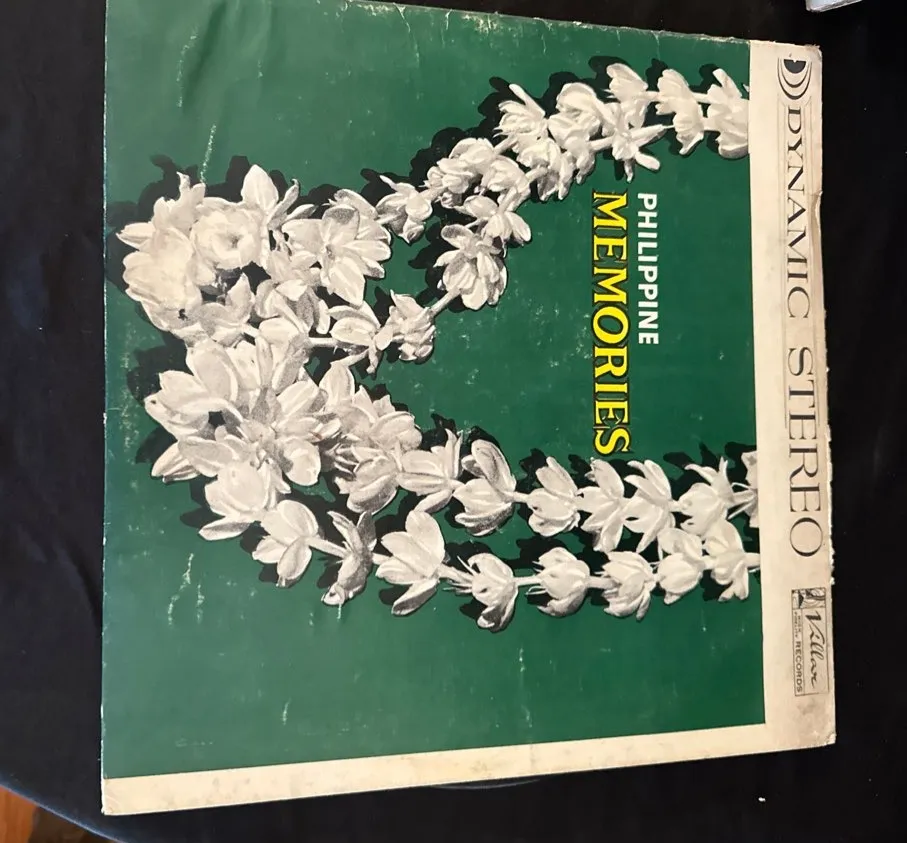 DYNAMIC STEREO
Villar
RECORDS
PHILIPPINE
MEMORIES